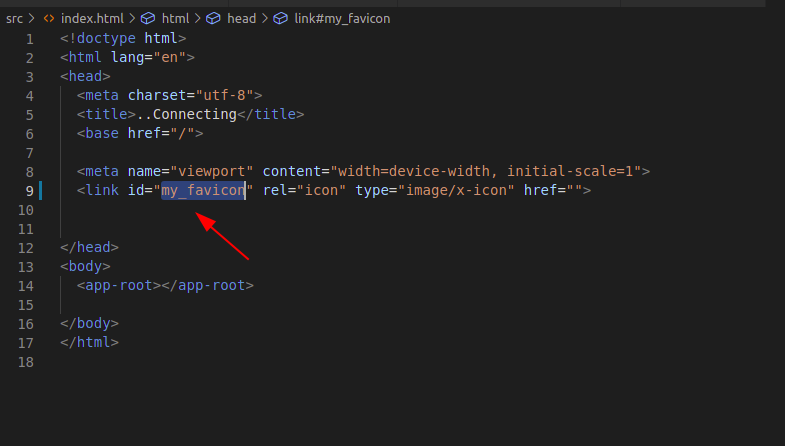 src > index.html > html > head > link#my_favicon
1 <!doctype html>
2 <html lang="en">
3 <head>
4 <meta charset="utf-8">
5 <title>..Connecting</title>
6 <base href="/">
7
8 <meta name="viewport" content="width=device-width, initial-scale=1">
9 <link id="my_favicon" rel="icon" type="image/x-icon" href="">
10
11
12 </head>
13 <body>
14 <app-root></app-root>
15
16 </body>
17 </html>
18